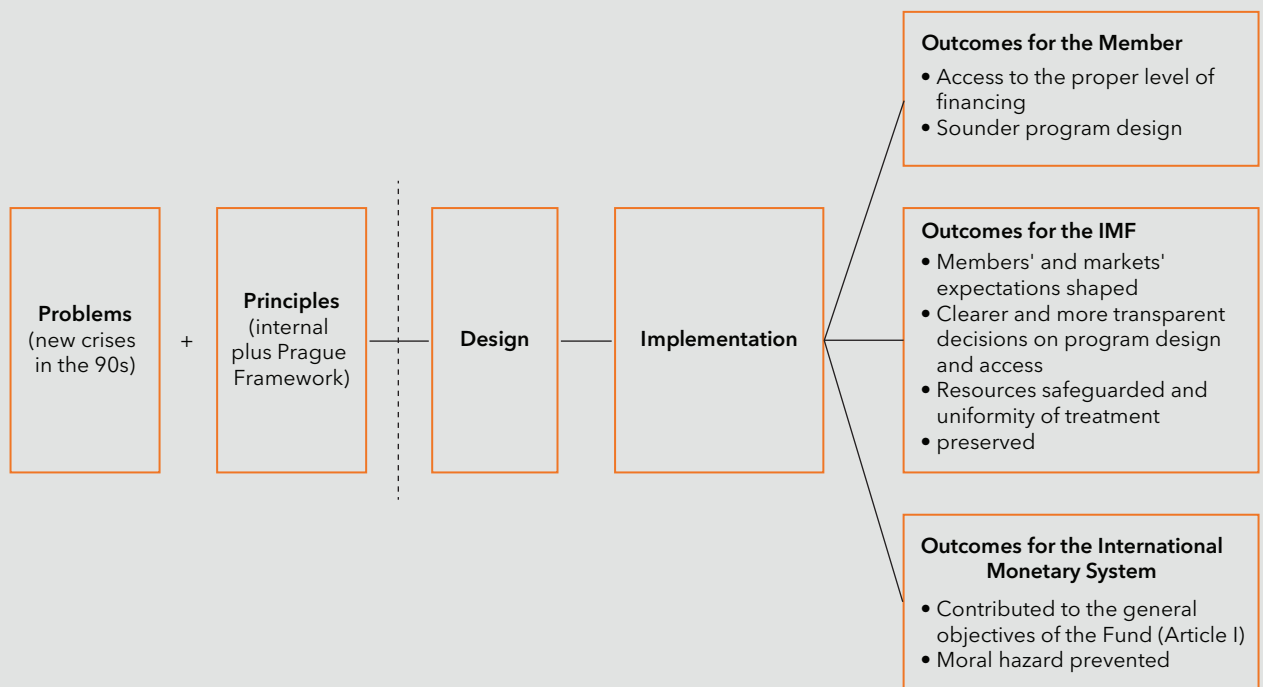 Problems
(new crises
in the 90s)
+
Principles
(internal
plus Prague
Framework)
Design
Implementation
Outcomes for the Member
• Access to the proper level of
financing
• Sounder program design
Outcomes for the IMF
• Members' and markets'
expectations shaped
• Clearer and more transparent
decisions on program design
and access
• Resources safeguarded and
uniformity of treatment
• preserved
Outcomes for the International
Monetary System
• Contributed to the general
objectives of the Fund (Article I)
• Moral hazard prevented